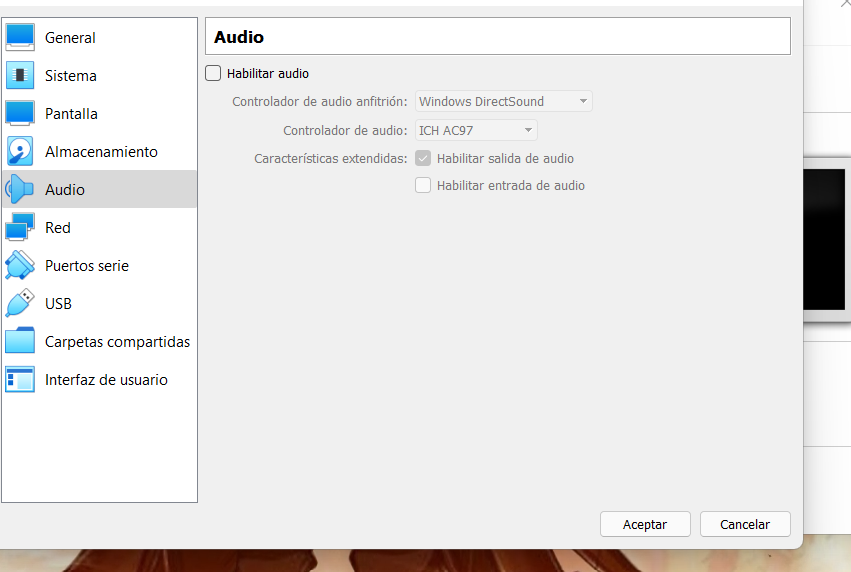 General
Sistema
Pantalla
Almacenamiento
Audio
Red
Puertos serie
USB
Carpetas compartidas
Interfaz de usuario
Audio
Habilitar audio
Controlador de audio anfitrión: Windows DirectSound
Controlador de audio: ICH AC97
Características extendidas: Habilitar salida de audio
Habilitar entrada de audio
Aceptar Cancelar